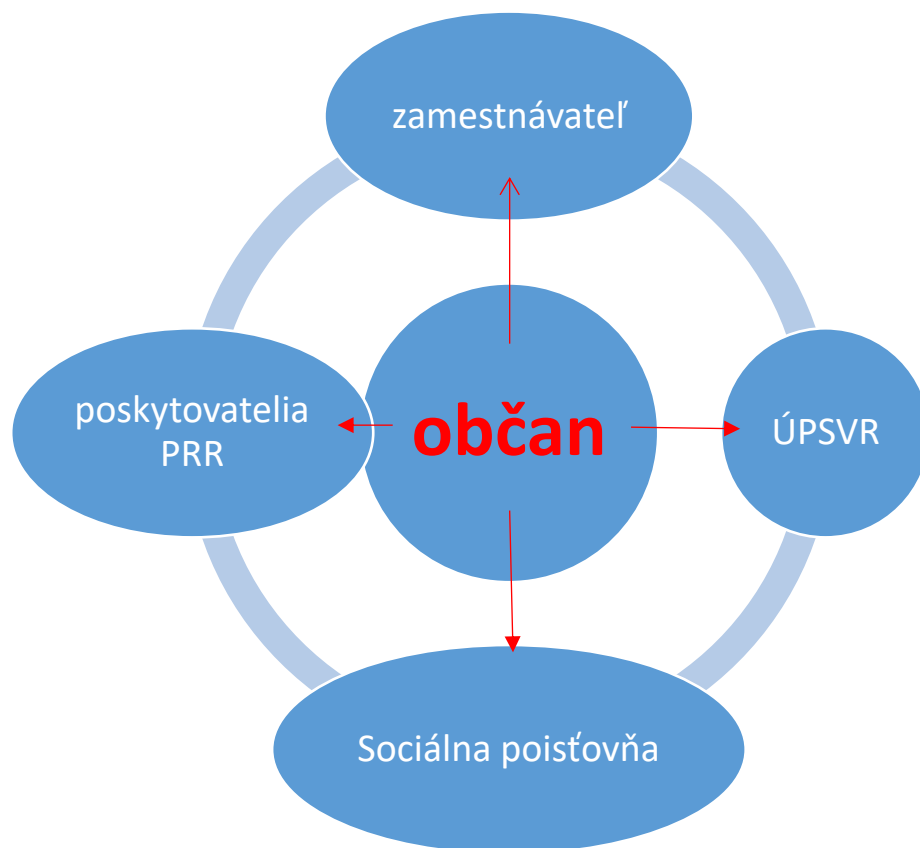 zamestnávateľ
poskytovatelia
PRR
občan
ÚPSVR
Sociálna poisťovňa